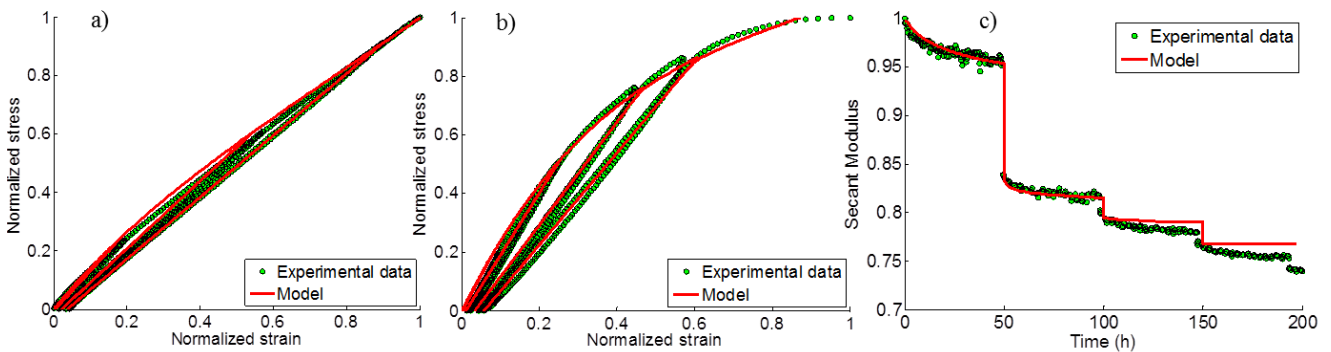 a)
Normalized stress
1
0.8
0.6
0.4
0.2
0
0 0.2 0.4 0.6 0.8 1
Normalized strain
Experimental data
Model
b)
Normalized stress
1
0.8
0.6
0.4
0.2
0
0 0.2 0.4 0.6 0.8 1
Normalized strain
Experimental data
Model
c)
Secant Modulus
1
0.95
0.9
0.85
0.8
0.75
0.7
0 50 100 150 200
Time (h)
Experimental data
Model